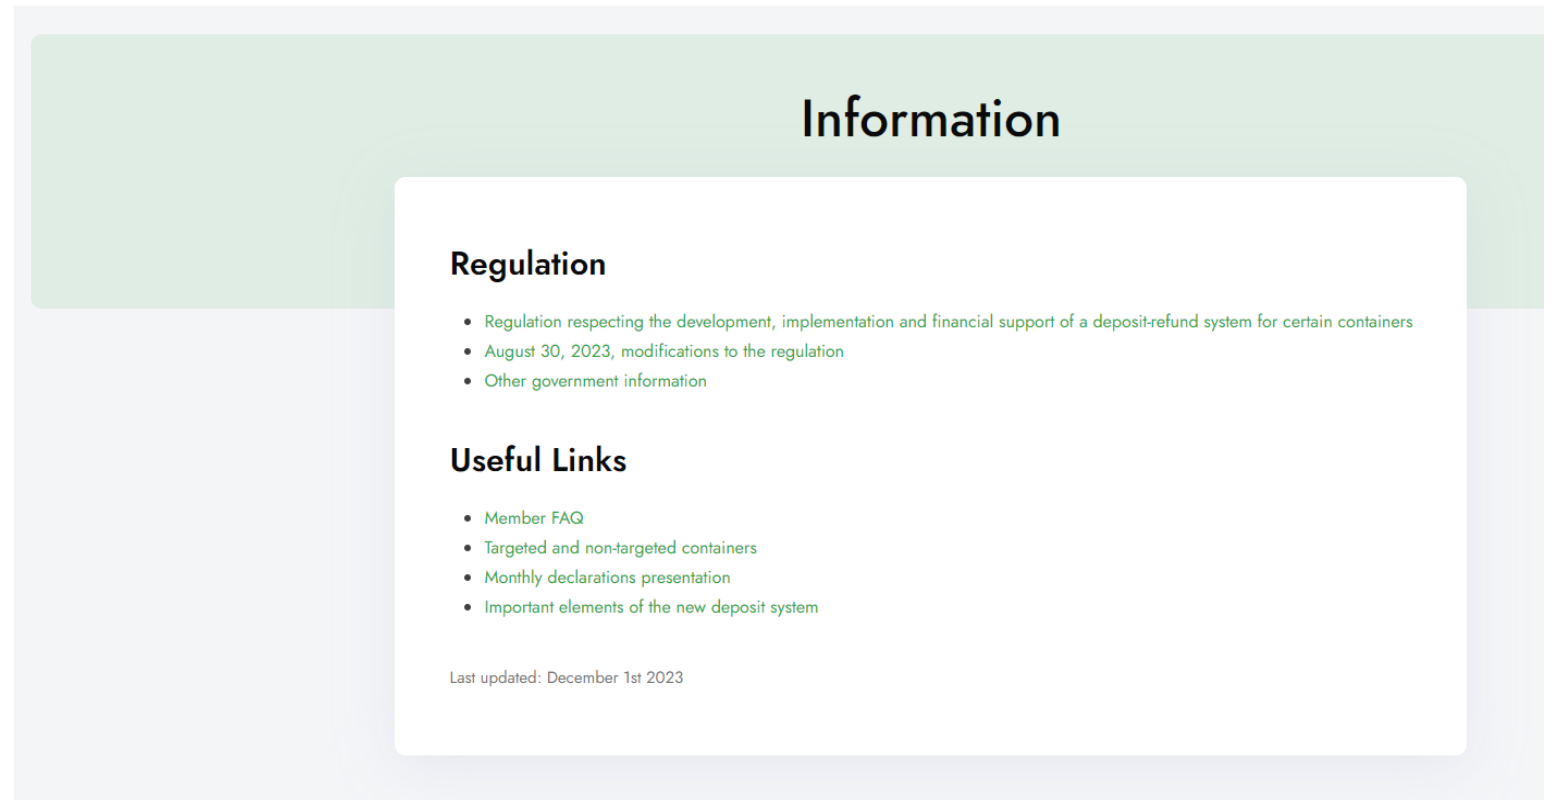 Information
Regulation
Regulation respecting the development, implementation and financial support of a deposit-refund system for certain containers
August 30, 2023, modifications to the regulation
Other government information
Useful Links
Member FAQ
Targeted and non-targeted containers
Monthly declarations presentation
Important elements of the new deposit system
Last updated: December 1st 2023